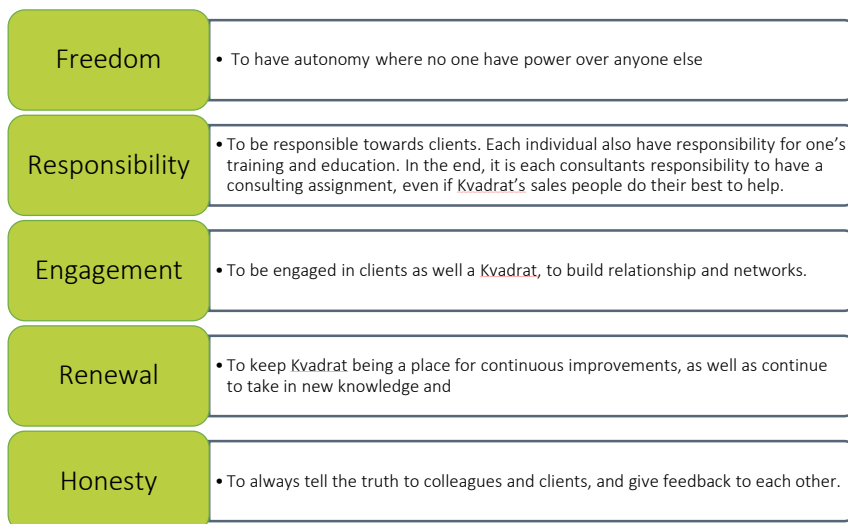 Freedom
• To have autonomy where no one have power over anyone else
Responsibility
• To be responsible towards clients. Each individual also have responsibility for one's
training and education. In the end, it is each consultants responsibility to have a
consulting assignment, even if Kvadrat's sales people do their best to help.
Engagement
• To be engaged in clients as well a Kvadrat, to build relationship and networks.
Renewal
• To keep Kvadrat being a place for continuous improvements, as well as continue
to take in new knowledge and
Honesty
• To always tell the truth to colleagues and clients, and give feedback to each other.